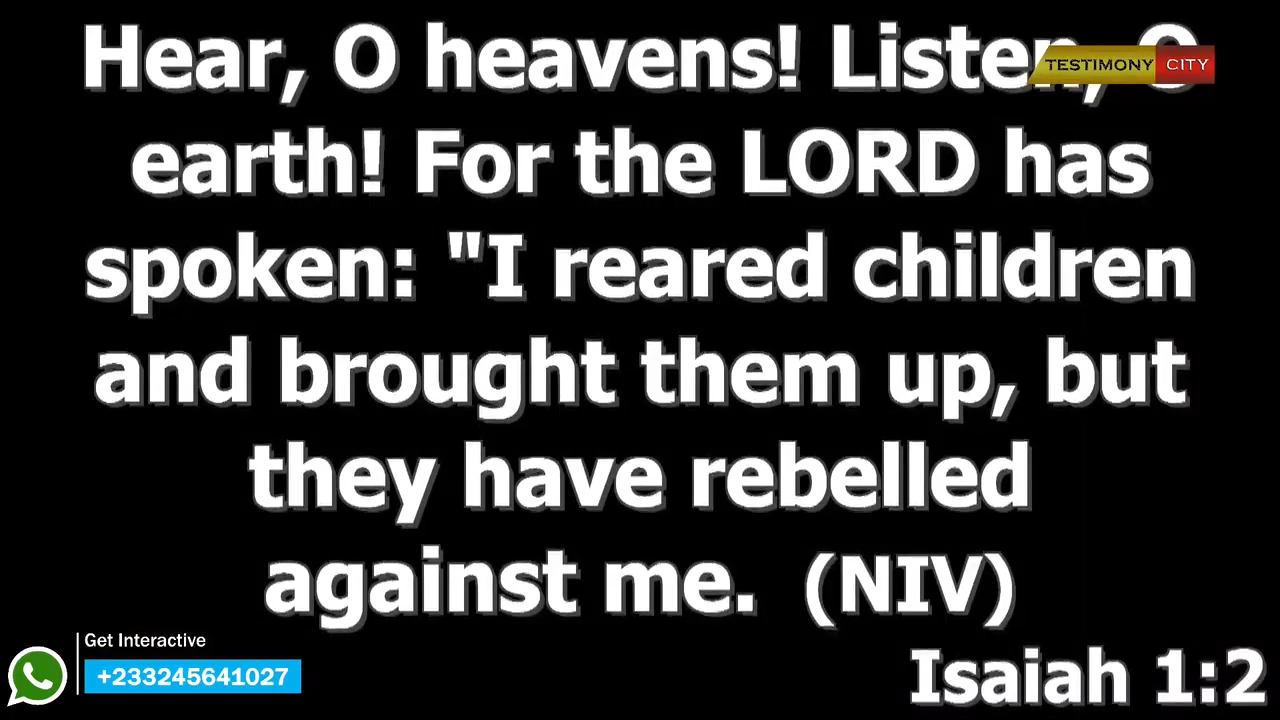 Hear, O heavens! Listen, O
TESTIMONY CITY
earth! For the LORD has
spoken: "I reared children
and brought them up, but
they have rebelled
against me. (NIV)
Get Interactive
+233245641027
Isaiah 1:2